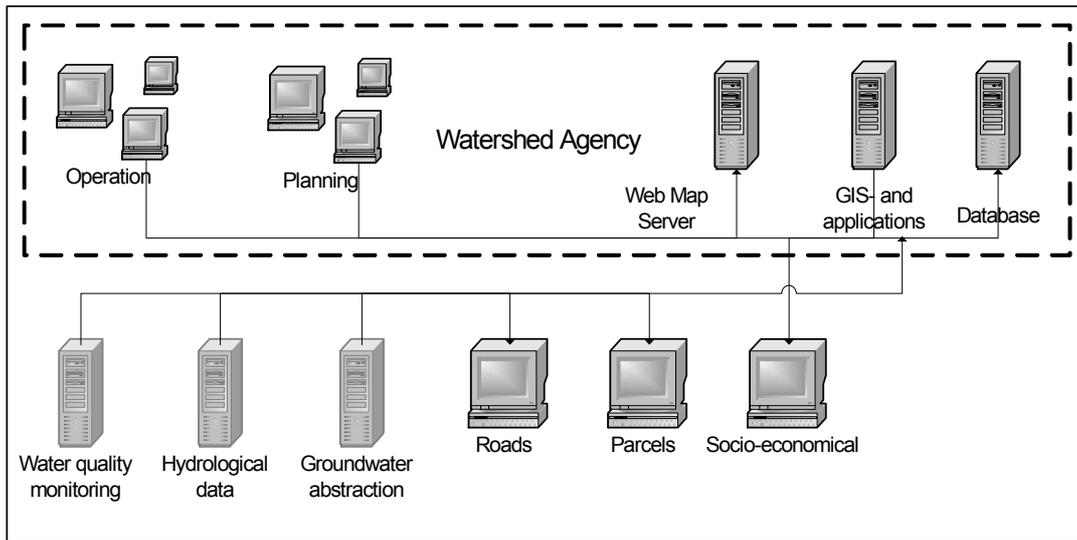 Watershed Agency
Operation
Planning
Web Map
Server
GIS- and
applications
Database
Water quality
monitoring
Hydrological
data
Groundwater
abstraction
Roads
Parcels
Socio-economical